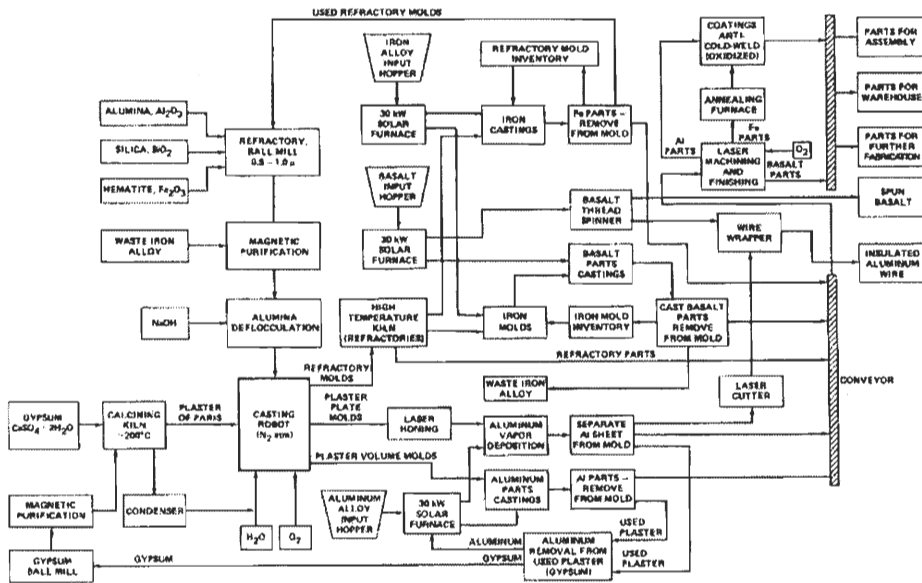 USED REFRACTORY MOLDS
IRON
ALLOY
INPUT
HOPPER
REFRACTORY MOLD
INVENTORY
COATINGS
ANTI-
COLD-WELD
(OXIDIZED)
PARTS FOR
ASSEMBLY
PARTS FOR
WAREHOUSE
PARTS FOR
FURTHER
FABRICATION
ALUMINA, Al₂O₃
SILICA, SiO₂
HEMATITE, Fe₂O₃
REFRACTORY,
BALL MILL
0.5 – 1.0 μ
30 kW
SOLAR
FURNACE
IRON
CASTINGS
Fe PARTS –
REMOVE
FROM MOLD
ANNEALING
FURNACE
Al
PARTS
Fe
PARTS
LASER
MACHINING
AND
FINISHING
O₂
BASALT
PARTS
BASALT
INPUT
HOPPER
SPUN
BASALT
WASTE IRON
ALLOY
MAGNETIC
PURIFICATION
30 kW
SOLAR
FURNACE
BASALT
THREAD
SPINNER
WIRE
WRAPPER
INSULATED
ALUMINUM
WIRE
BASALT
PARTS
CASTINGS
NaOH
ALUMINA
DEFLOCCULATION
HIGH
TEMPERATURE
KILN
(REFRACTORIES)
IRON
MOLDS
IRON MOLD
INVENTORY
CAST BASALT
PARTS
REMOVE
FROM MOLD
REFRACTORY PARTS
REFRACTORY
MOLDS
WASTE IRON
ALLOY
LASER
CUTTER
CONVEYOR
GYPSUM
CaSO₄ · 2H₂O
CALCINING
KILN
~200°C
PLASTER
OF PARIS
CASTING
ROBOT
(N₂ atm)
PLASTER
PLATE
MOLDS
LASER
HONING
ALUMINUM
VAPOR
DEPOSITION
SEPARATE
Al SHEET
FROM MOLD
PLASTER VOLUME MOLDS
ALUMINUM
PARTS
CASTINGS
Al PARTS –
REMOVE
FROM MOLD
MAGNETIC
PURIFICATION
CONDENSER
H₂O
O₂
ALUMINUM
ALLOY
INPUT
HOPPER
30 kW
SOLAR
FURNACE
USED
PLASTER
GYPSUM
BALL MILL
GYPSUM
ALUMINUM
GYPSUM
ALUMINUM
REMOVAL FROM
USED PLASTER
(GYPSUM)
USED
PLASTER